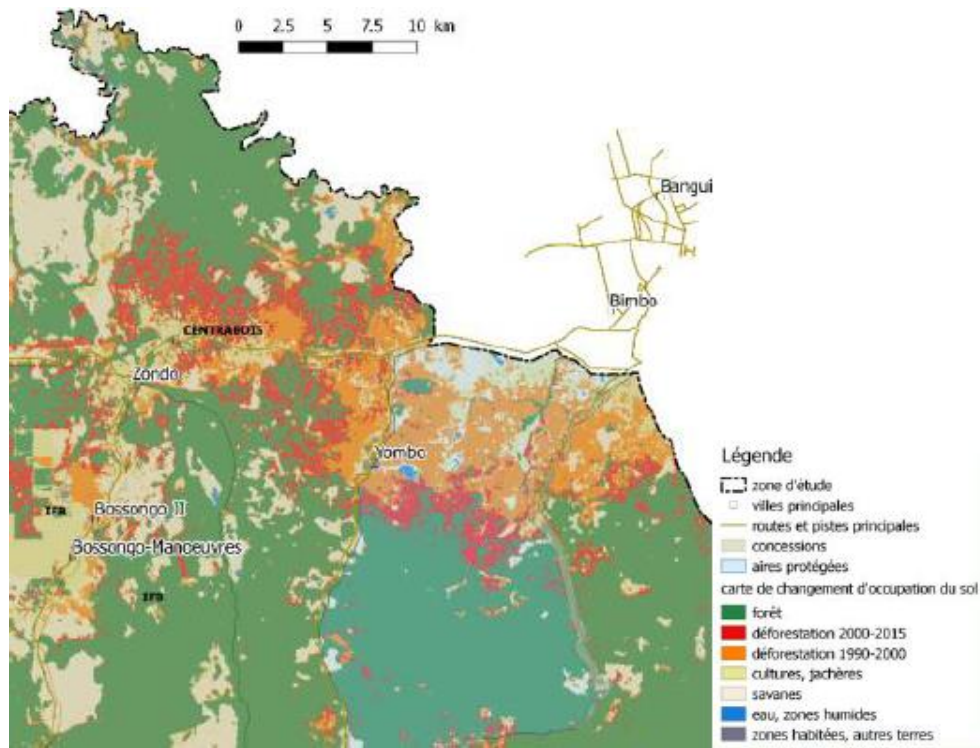 0 2.5 5 7.5 10 km
Bangui
Bimbo
CENTRABOIS
Zondo
Yombo
IFB
Bossongo II
Bossongo-Manoeuvres
IFB
Légende
zone d'étude
villes principales
routes et pistes principales
concessions
aires protégées
carte de changement d'occupation du sol
forêt
déforestation 2000-2015
déforestation 1990-2000
cultures, jachères
savanes
eau, zones humides
zones habitées, autres terres